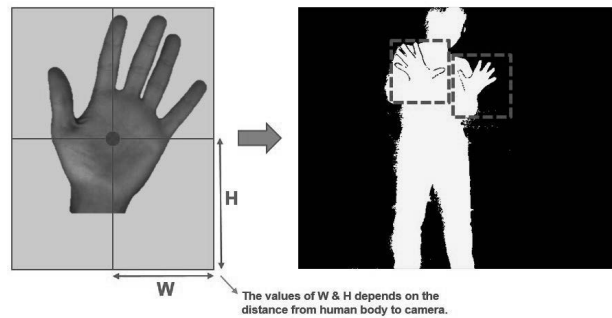 H
W
The values of W & H depends on the
distance from human body to camera.